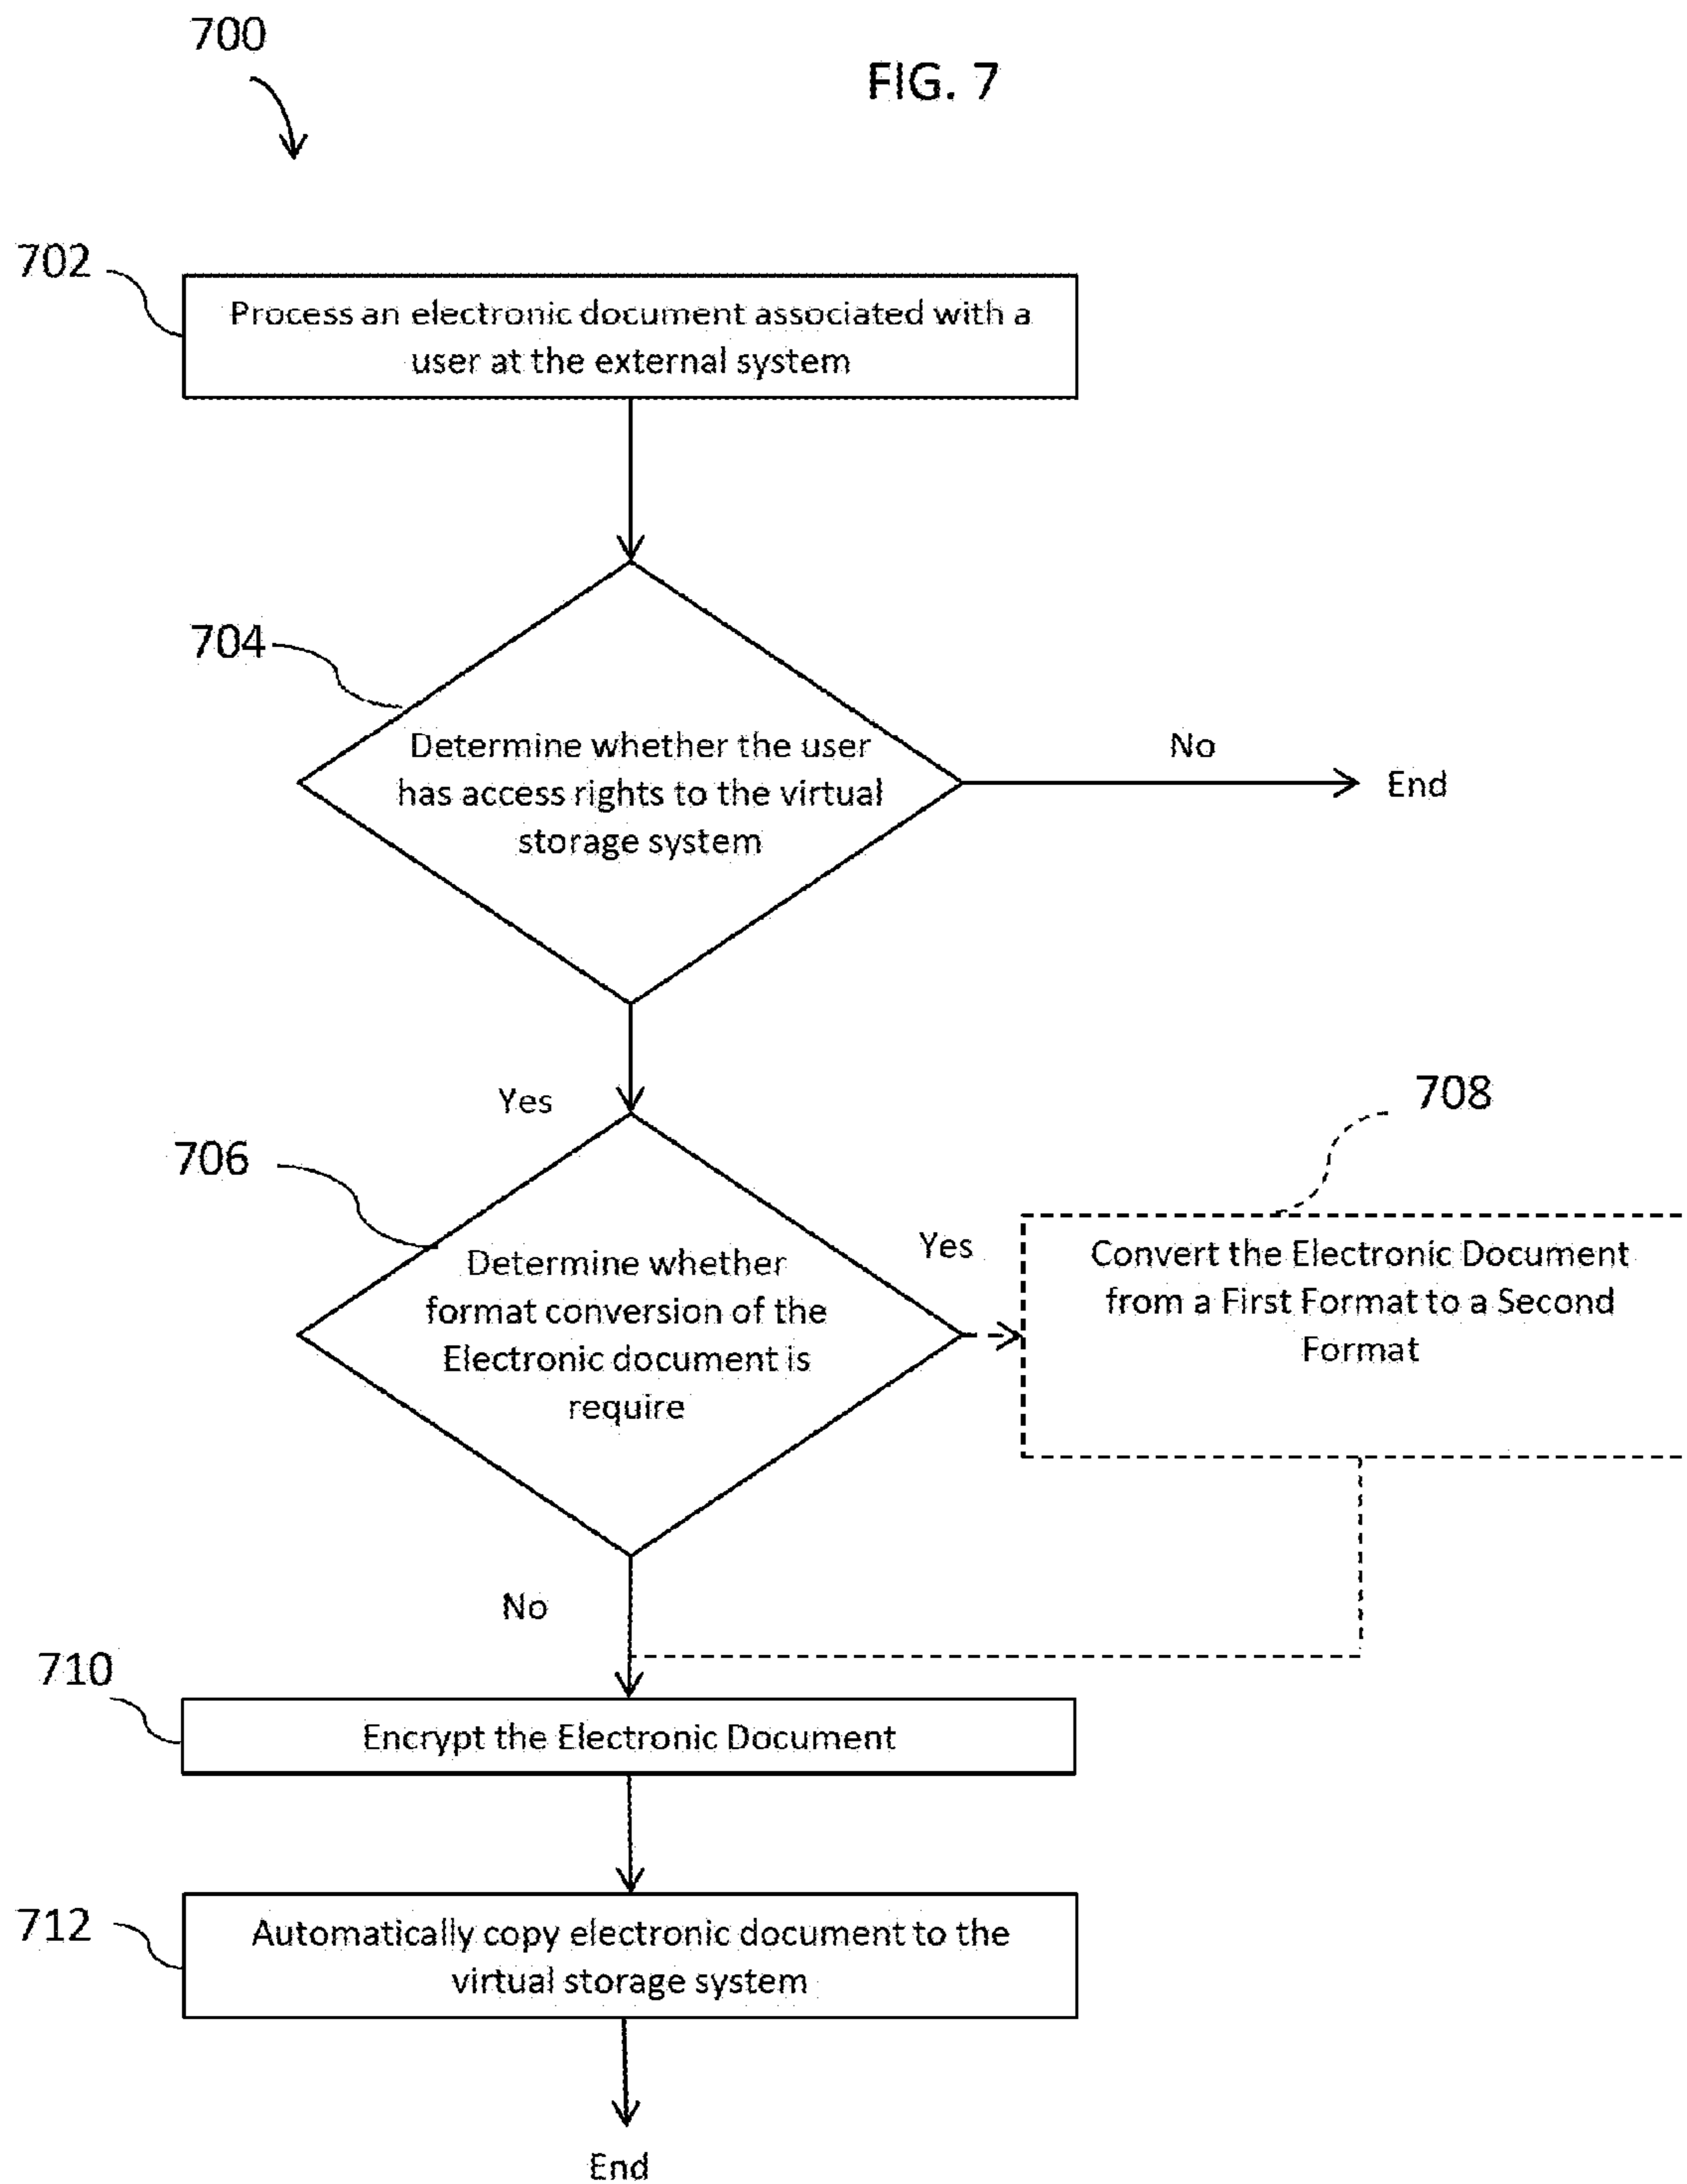 700
FIG. 7
702
Process an electronic document associated with a
user at the external system
704
Determine whether the user
has access rights to the virtual
storage system
No
End
Yes
706
Determine whether
format conversion of the
Electronic document is
require
Yes
708
Convert the Electronic Document
from a First Format to a Second
Format
No
710
Encrypt the Electronic Document
712
Automatically copy electronic document to the
virtual storage system
End